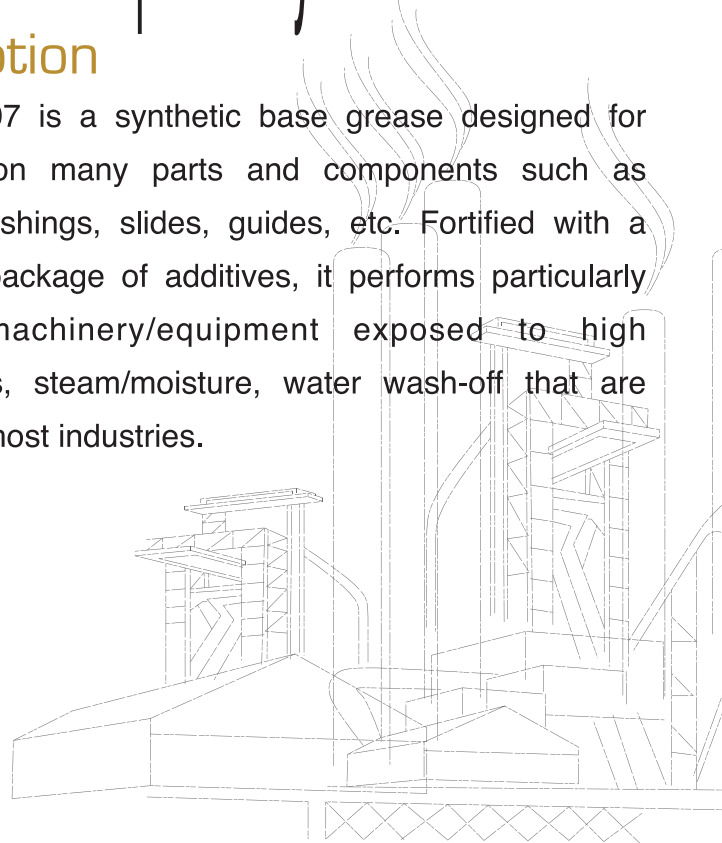 ption
07 is a synthetic base grease designed for
on many parts and components such as
shings, slides, guides, etc. Fortified with a
package of additives, it performs particularly
machinery/equipment exposed to high
s, steam/moisture, water wash-off that are
most industries.